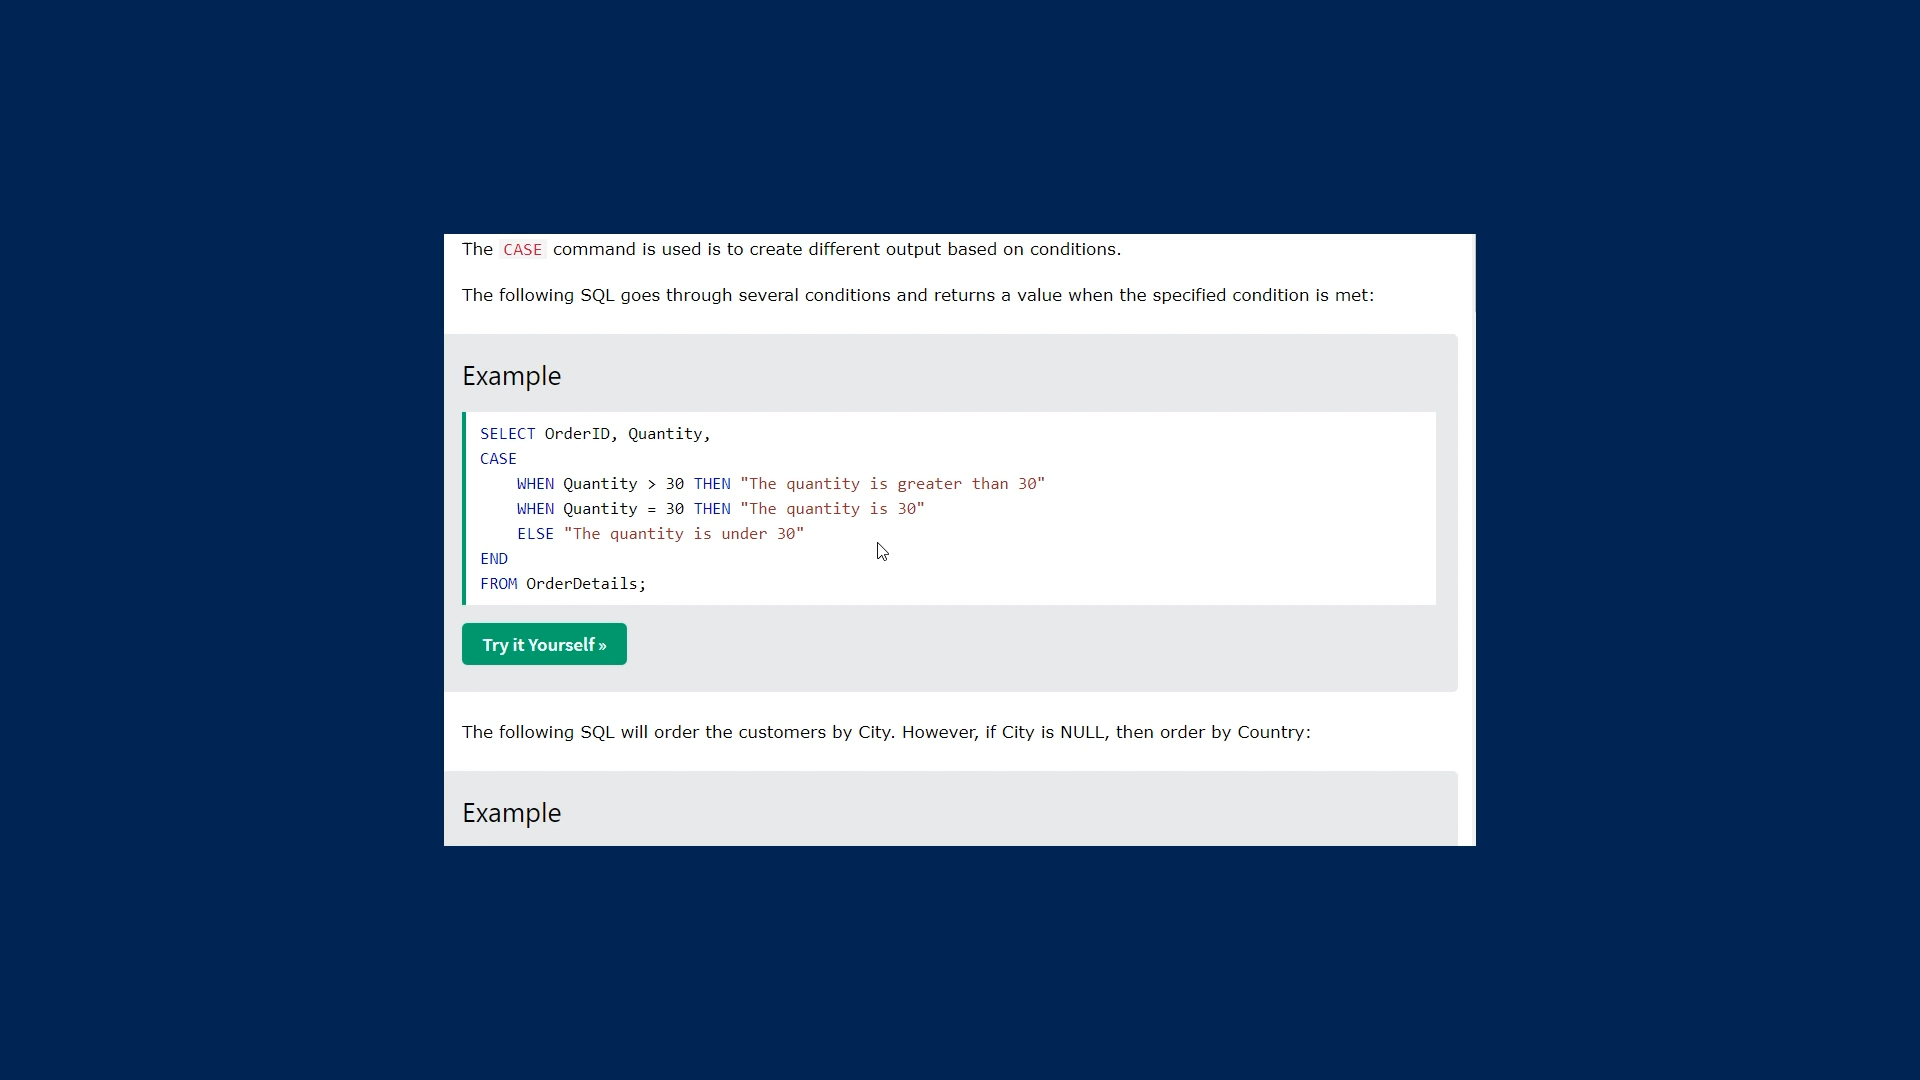 The CASE command is used is to create different output based on conditions.
The following SQL goes through several conditions and returns a value when the specified condition is met:
Example
SELECT OrderID, Quantity,
CASE
    WHEN Quantity > 30 THEN "The quantity is greater than 30"
    WHEN Quantity = 30 THEN "The quantity is 30"
    ELSE "The quantity is under 30"
END
FROM OrderDetails;
Try it Yourself »
The following SQL will order the customers by City. However, if City is NULL, then order by Country:
Example